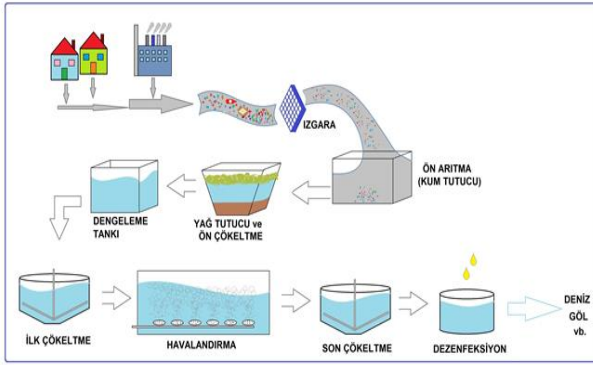 IZGARA
ÖN ARITMA
(KUM TUTUCU)
YAĞ TUTUCU ve
ÖN ÇÖKELTME
DENGELEME
TANKI
İLK ÇÖKELTME
HAVALANDIRMA
SON ÇÖKELTME
DEZENFEKSİYON
DENİZ
GÖL
vb.